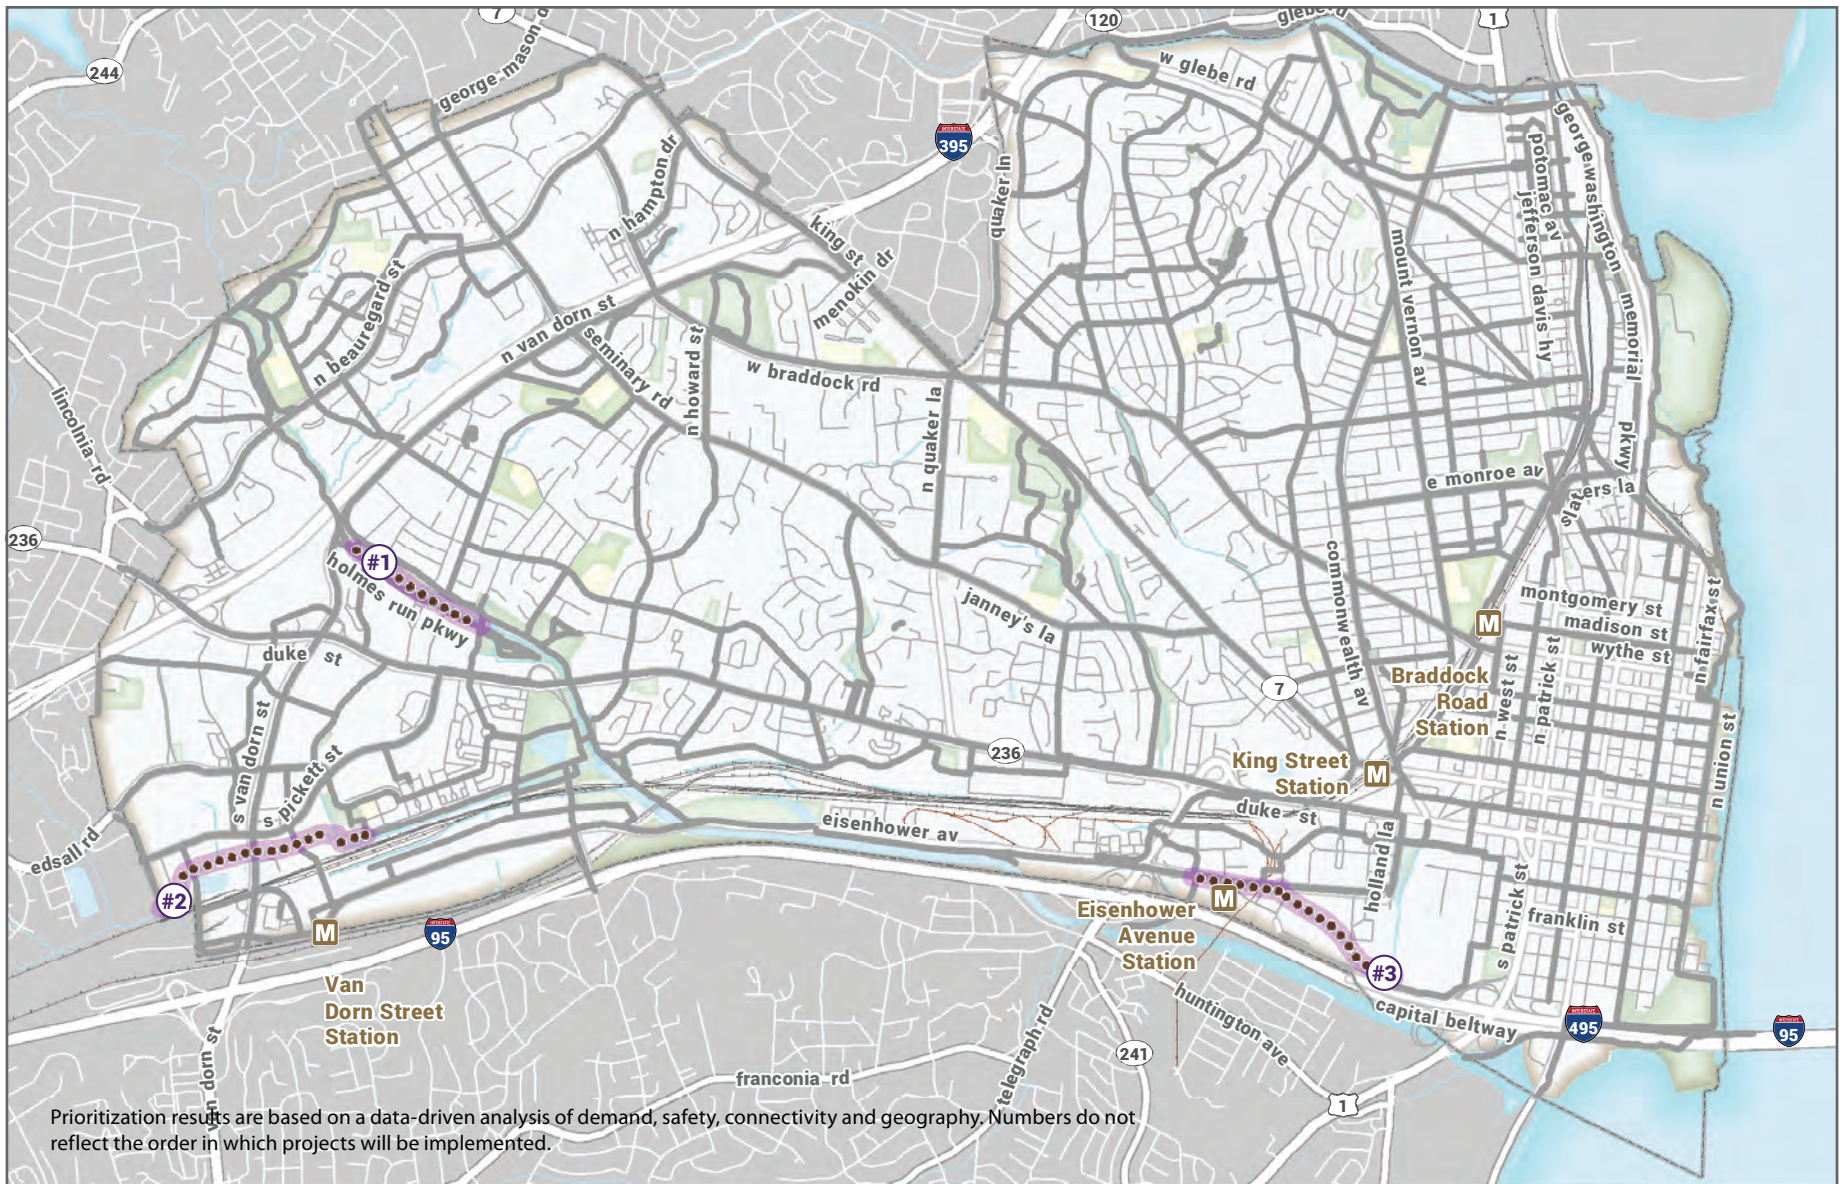 7
120
glebe rd
1
244
george mason d
w glebe rd
INTERSTATE
395
n hampton dr
quaker ln
king st
menokin dr
george washington
memorial
pkwy
potomac av
jefferson davis hy
mount vernon av
n beauregard st
n van dorn st
seminary rd
n howard st
w braddock rd
n quaker la
lincolnia rd
e monroe av
slaters la
236
#1
holmes run pkwy
janney's la
commonwealth av
montgomery st
madison st
wythe st
n fairfax st
M
duke st
7
Braddock
Road
Station
n west st
n patrick st
n union st
s van dorn st
s pickett st
236
King Street
Station
M
duke st
edsall rd
eisenhower av
holland la
#2
M
INTERSTATE
95
Eisenhower
Avenue
Station
M
s patrick st
franklin st
#3
Van
Dorn Street
Station
huntington ave
capital beltway
INTERSTATE
495
INTERSTATE
95
van dorn st
telegraph rd
241
franconia rd
1
Prioritization results are based on a data-driven analysis of demand, safety, connectivity and geography. Numbers do not
reflect the order in which projects will be implemented.